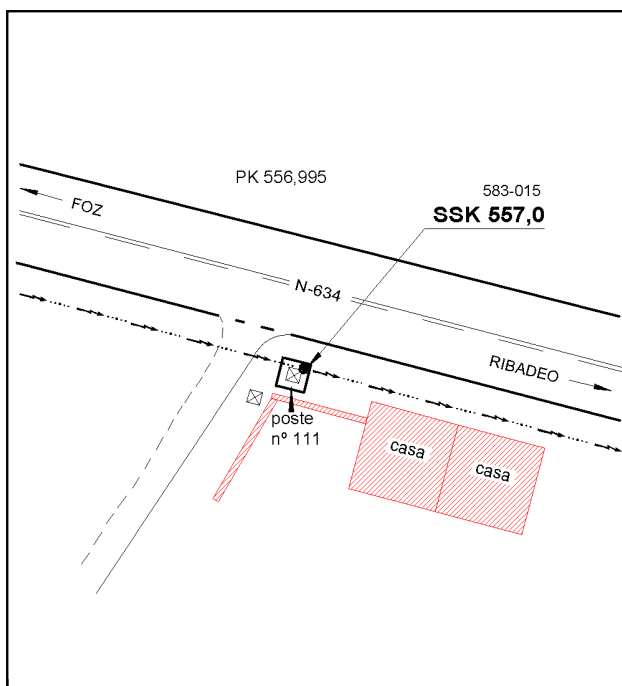 PK 556,995
583-015
SSK 557,0
FOZ
N-634
RIBADEO
poste
nº 111
casa
casa